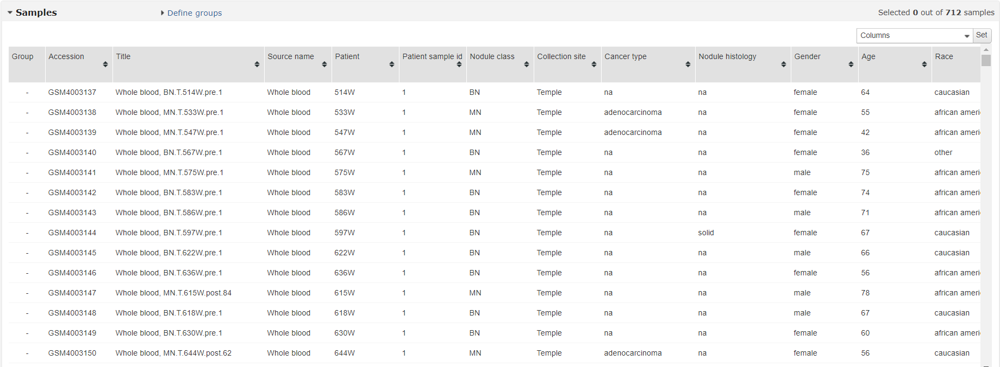 Samples Define groups Selected 0 out of 712 samples
Columns Set
Group Accession Title Source name Patient Patient sample id Nodule class Collection site Cancer type Nodule histology Gender Age Race
- GSM4003137 Whole blood, BN.T.514W.pre.1 Whole blood 514W 1 BN Temple na na female 64 caucasian
- GSM4003138 Whole blood, MN.T.533W.pre.1 Whole blood 533W 1 MN Temple adenocarcinoma na female 55 african ameri
- GSM4003139 Whole blood, MN.T.547W.pre.1 Whole blood 547W 1 MN Temple adenocarcinoma na female 42 african ameri
- GSM4003140 Whole blood, BN.T.567W.pre.1 Whole blood 567W 1 BN Temple na na female 36 other
- GSM4003141 Whole blood, MN.T.575W.pre.1 Whole blood 575W 1 MN Temple na na male 75 african ameri
- GSM4003142 Whole blood, BN.T.583W.pre.1 Whole blood 583W 1 BN Temple na na female 74 african ameri
- GSM4003143 Whole blood, BN.T.586W.pre.1 Whole blood 586W 1 BN Temple na na male 71 african ameri
- GSM4003144 Whole blood, BN.T.597W.pre.1 Whole blood 597W 1 BN Temple na solid female 67 caucasian
- GSM4003145 Whole blood, BN.T.622W.pre.1 Whole blood 622W 1 BN Temple na na male 66 caucasian
- GSM4003146 Whole blood, BN.T.636W.pre.1 Whole blood 636W 1 BN Temple na na female 56 african ameri
- GSM4003147 Whole blood, MN.T.615W.post.84 Whole blood 615W 1 MN Temple na na male 78 african ameri
- GSM4003148 Whole blood, BN.T.618W.pre.1 Whole blood 618W 1 BN Temple na na male 67 caucasian
- GSM4003149 Whole blood, BN.T.630W.pre.1 Whole blood 630W 1 BN Temple na na female 60 african ameri
- GSM4003150 Whole blood, MN.T.644W.post.62 Whole blood 644W 1 MN Temple adenocarcinoma na female 56 caucasian